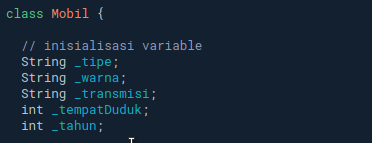 class Mobil {
// inisialisasi variable
String _tipe;
String _warna;
String _transmisi;
int _tempatDuduk;
int _tahun;